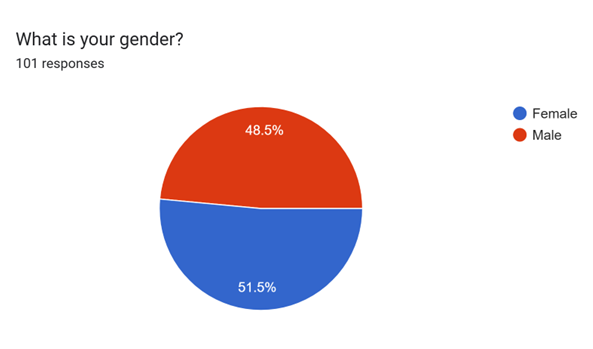 What is your gender?
101 responses
48.5%
51.5%
Female
Male